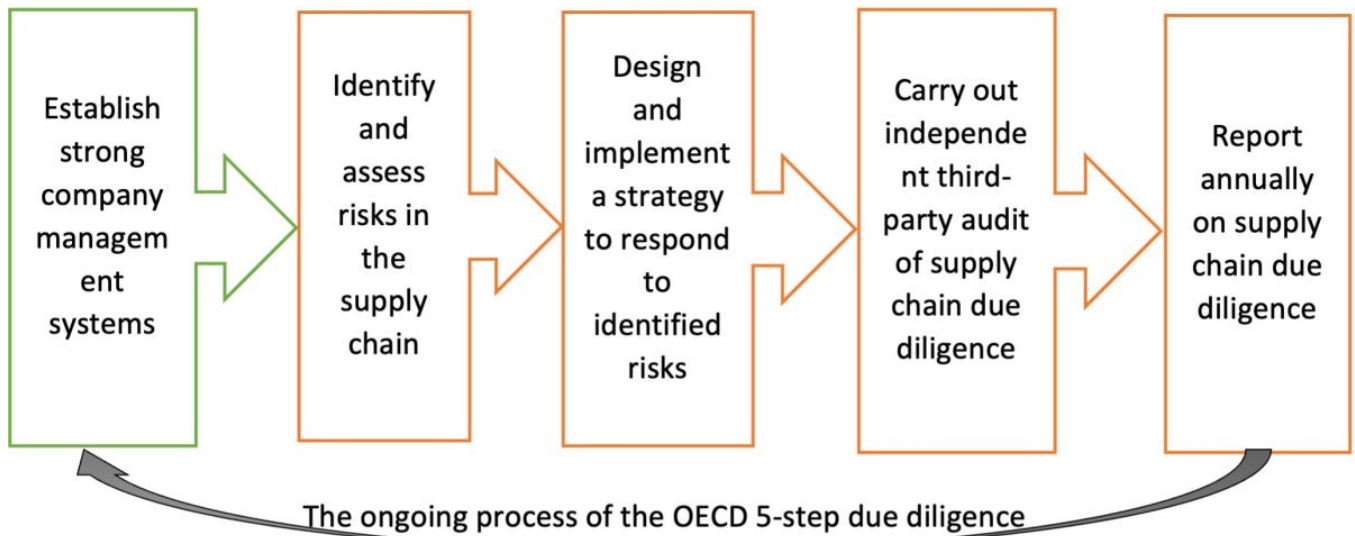 Establish
strong
company
managem
ent
systems
Identify
and
assess
risks in
the
supply
chain
Design
and
implement
a strategy
to respond
to
identified
risks
Carry out
independe
nt third-
party audit
of supply
chain due
diligence
Report
annually
on supply
chain due
diligence
The ongoing process of the OECD 5-step due diligence